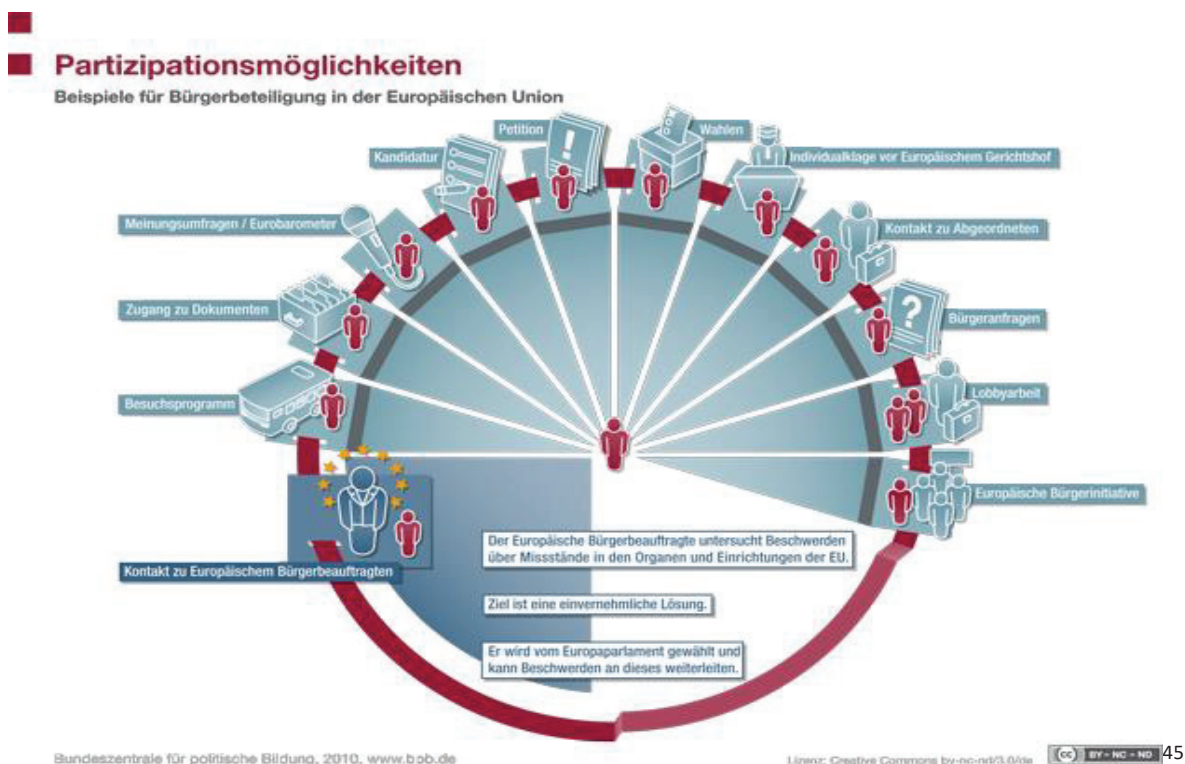 Partizipationsmöglichkeiten
Beispiele für Bürgerbeteiligung in der Europäischen Union
Petition
Wahlen
Kandidatur
Individualklage vor Europäischem Gerichtshof
Meinungsumfragen / Eurobarometer
Kontakt zu Abgeordneten
Zugang zu Dokumenten
Bürgeranfragen
Besuchsprogramm
Lobbyarbeit
Europäische Bürgerinitiative
Kontakt zu Europäischem Bürgerbeauftragten
Der Europäische Bürgerbeauftragte untersucht Beschwerden
über Missstände in den Organen und Einrichtungen der EU.
Ziel ist eine einvernehmliche Lösung.
Er wird vom Europaparlament gewählt und
kann Beschwerden an dieses weiterleiten.
Bundeszentrale für politische Bildung, 2010, www.bpb.de
Lizenz: Creative Commons by-nc-nd/3.0/de
cc BY - NC - ND
45